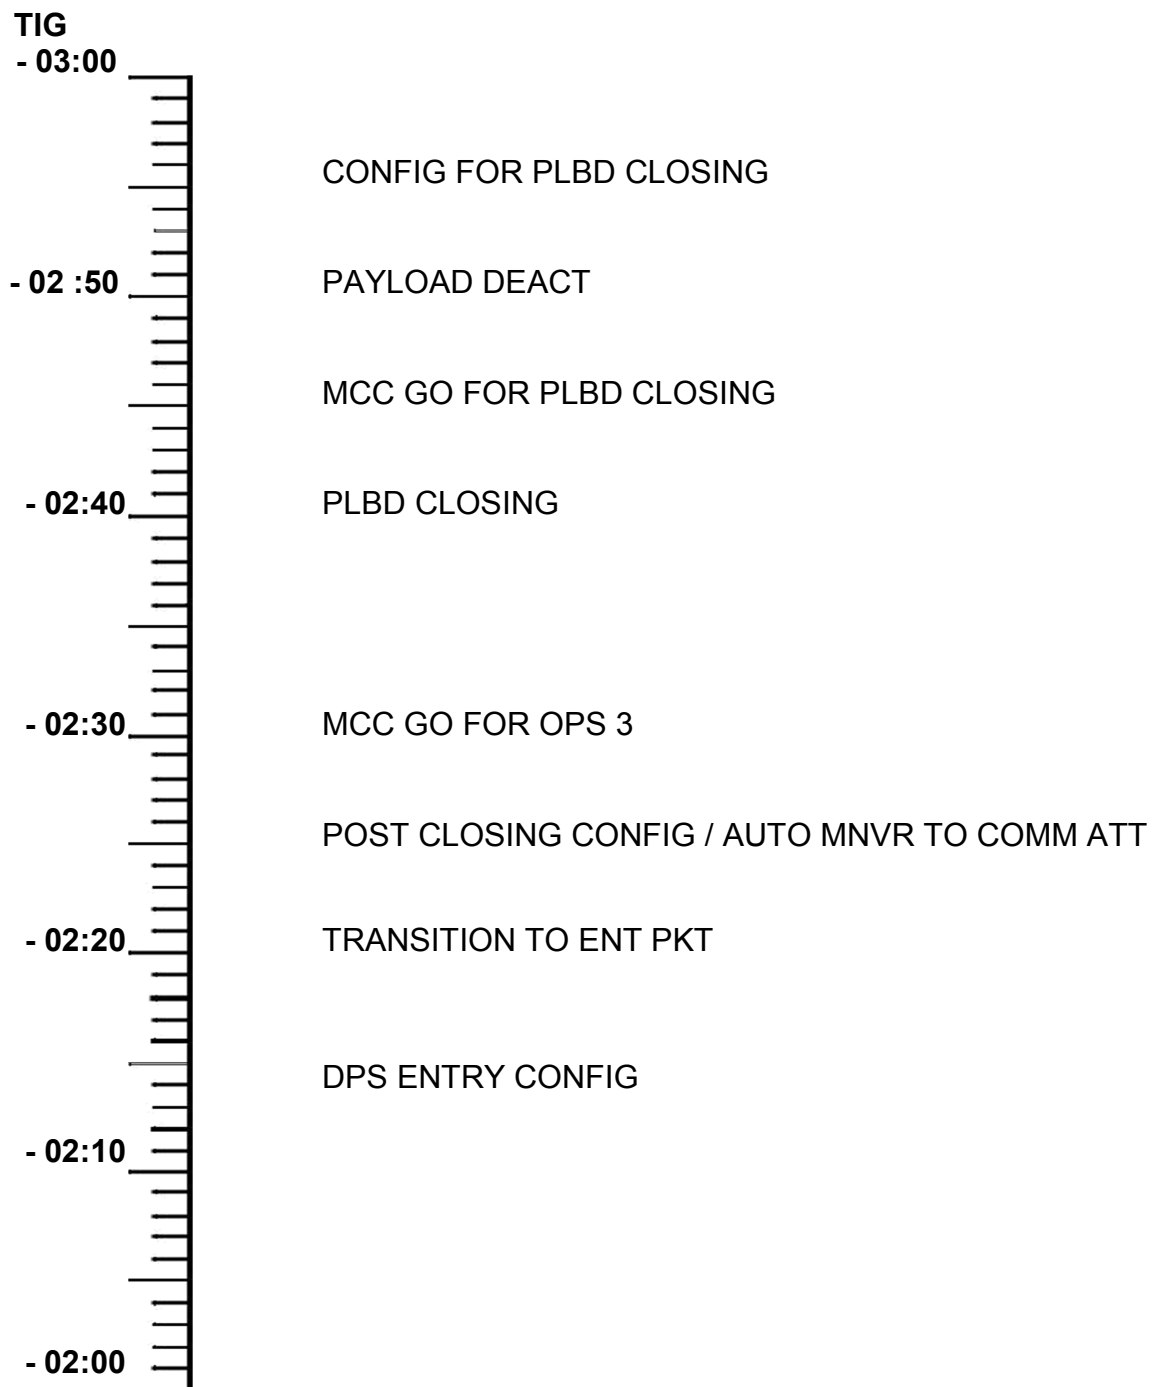 TIG
- 03:00
CONFIG FOR PLBD CLOSING
- 02 :50
PAYLOAD DEACT
MCC GO FOR PLBD CLOSING
- 02:40
PLBD CLOSING
- 02:30
MCC GO FOR OPS 3
POST CLOSING CONFIG / AUTO MNVR TO COMM ATT
- 02:20
TRANSITION TO ENT PKT
DPS ENTRY CONFIG
- 02:10
- 02:00